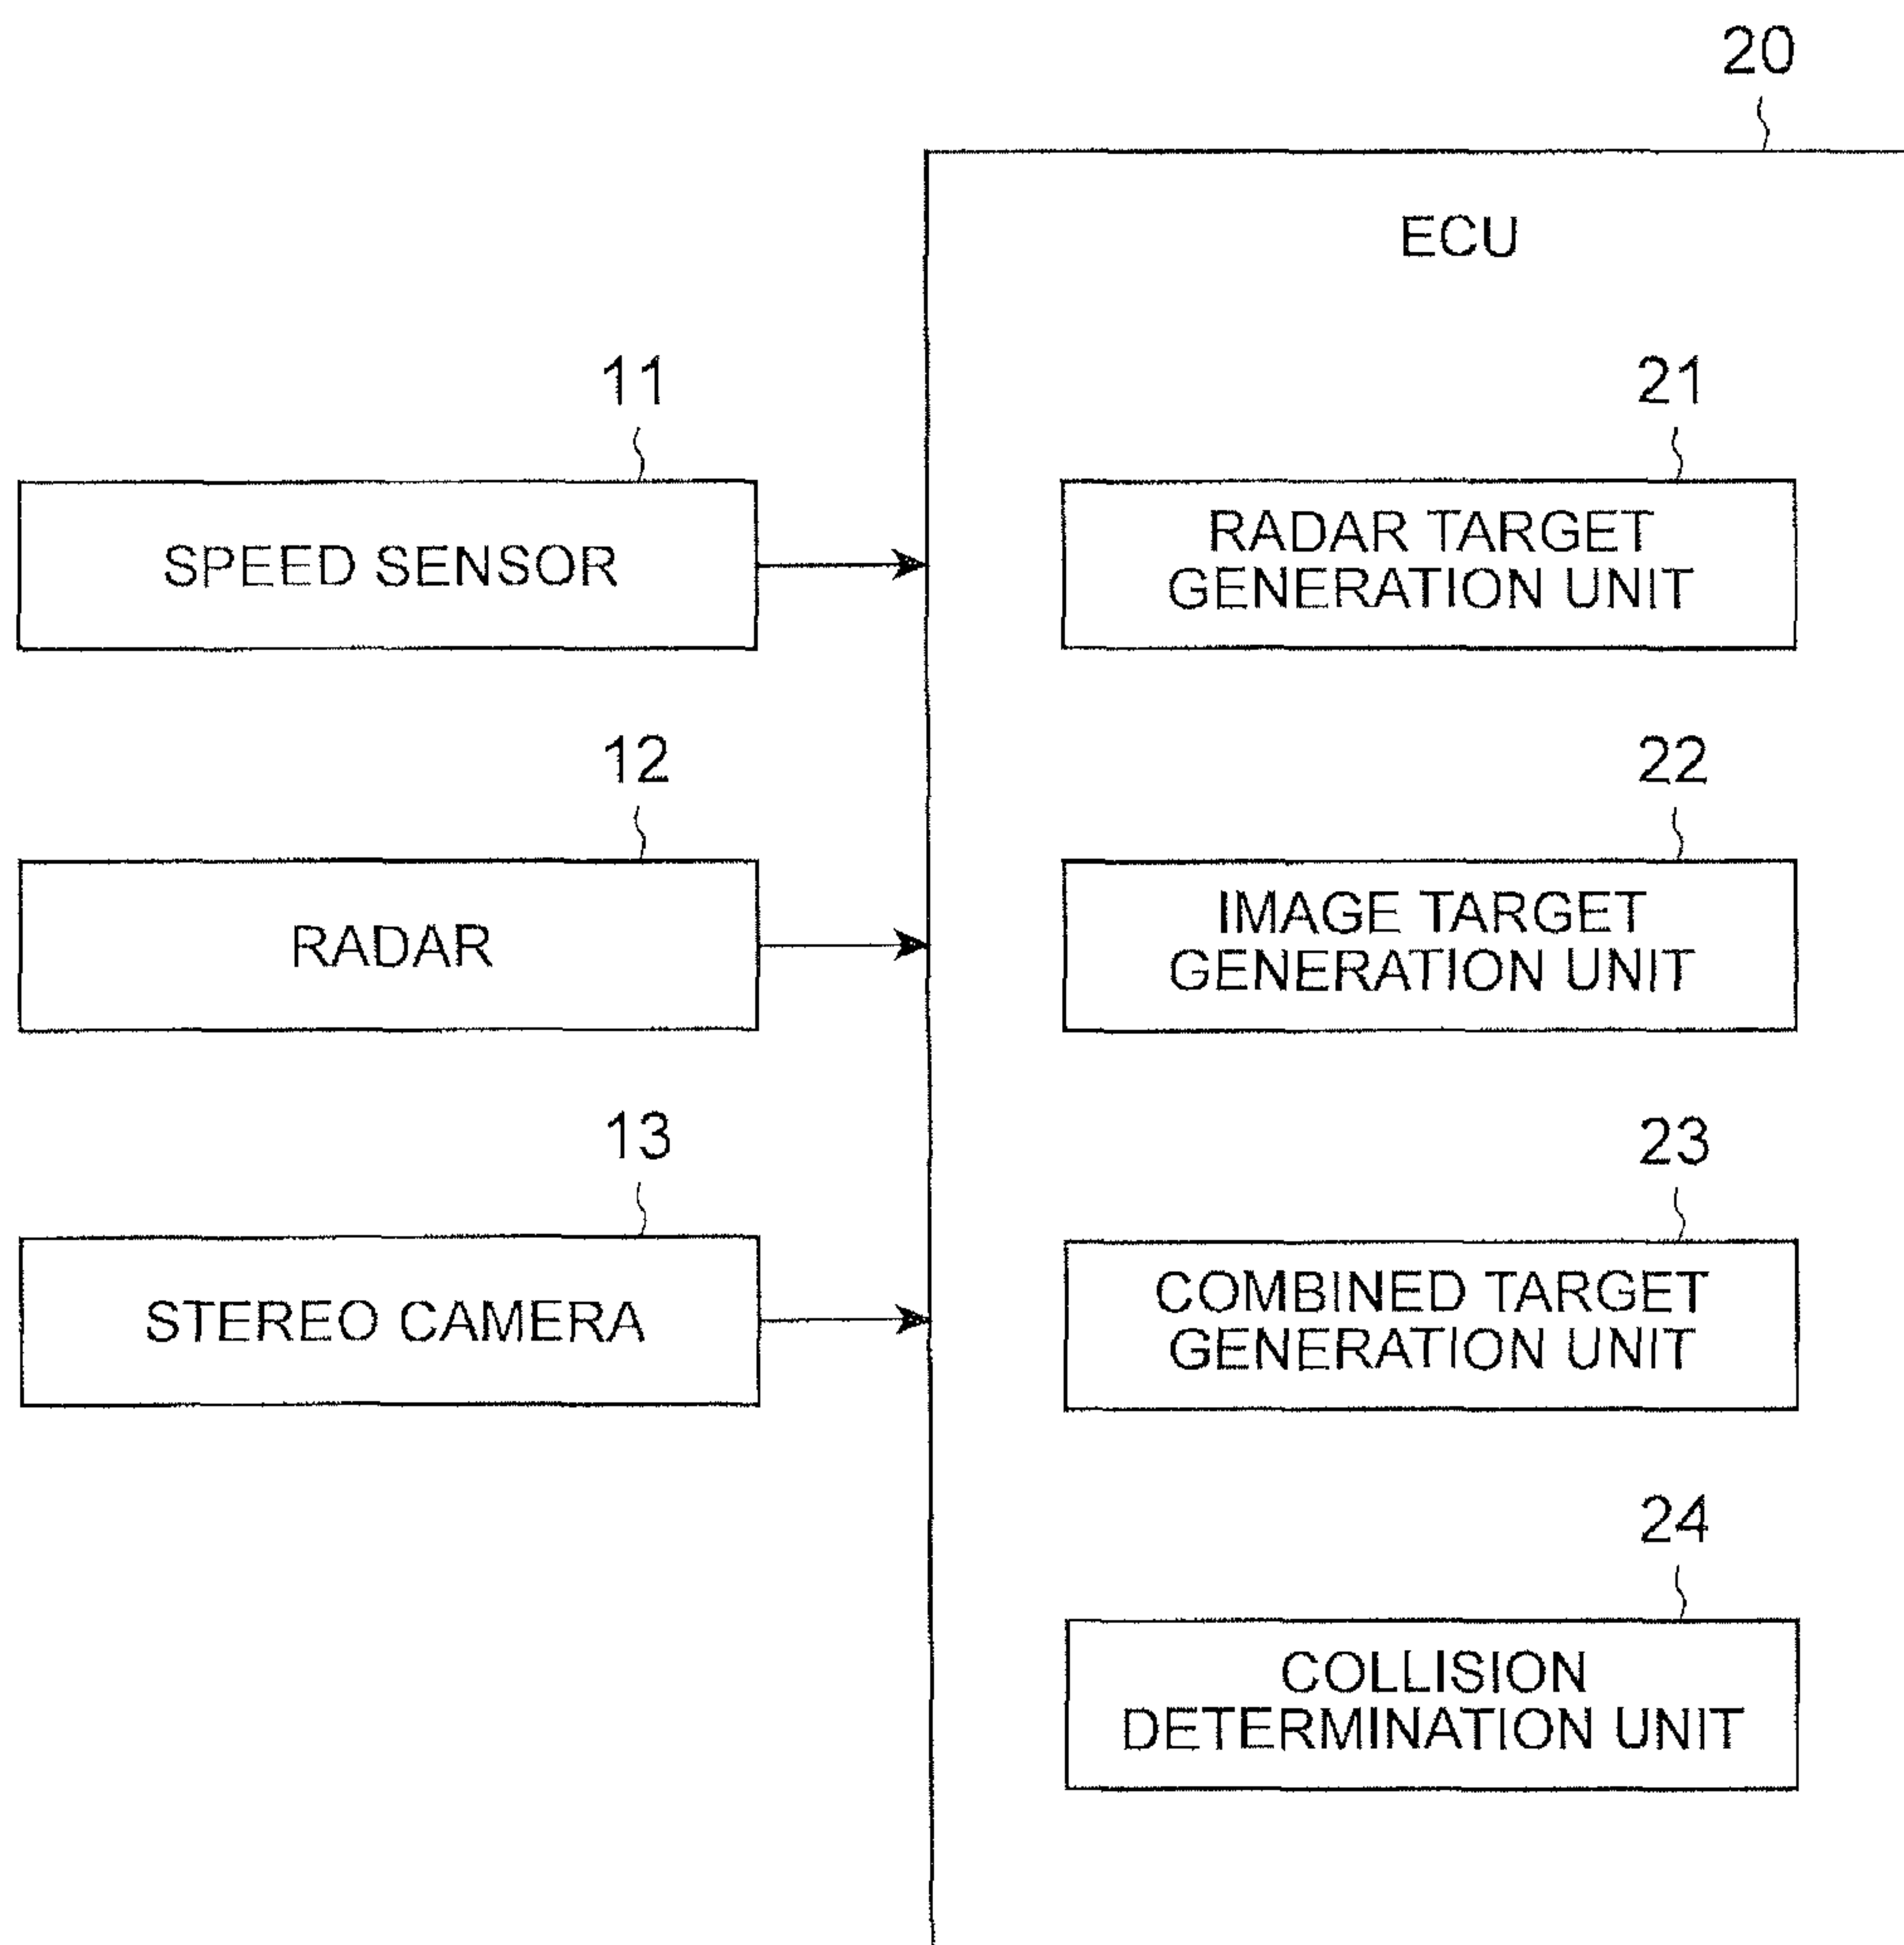 20
ECU
11
SPEED SENSOR
21
RADAR TARGET
GENERATION UNIT
12
RADAR
22
IMAGE TARGET
GENERATION UNIT
13
STEREO CAMERA
23
COMBINED TARGET
GENERATION UNIT
24
COLLISION
DETERMINATION UNIT